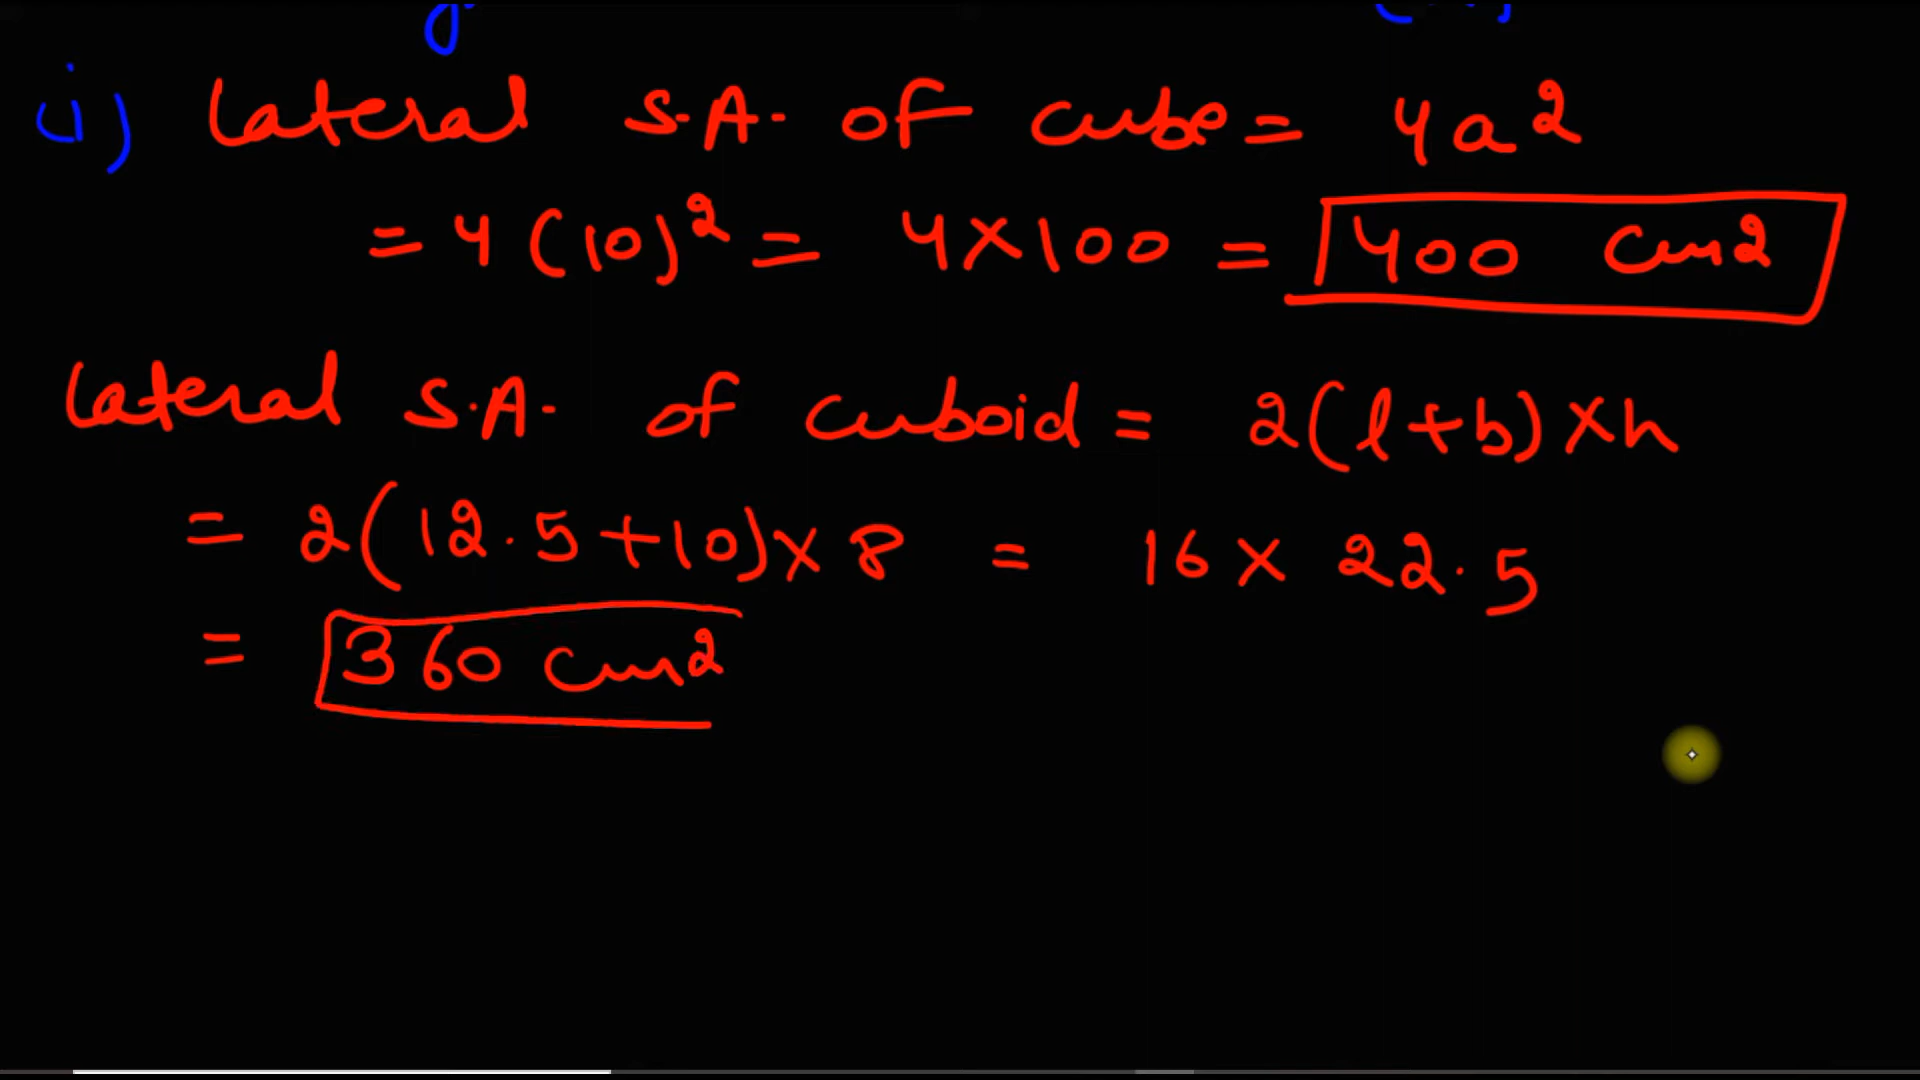 i) Lateral S.A. of cube = 4a²
= 4(10)² = 4×100 = 400 cm²
Lateral S.A. of cuboid = 2(l+b)×h
= 2(12.5+10)×8 = 16×22.5
= 360 cm²